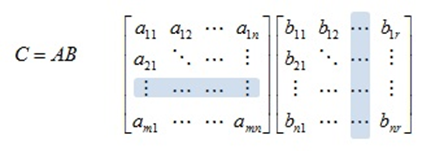 C = AB
a₁₁ a₁₂ ⋯ a₁ₙ b₁₁ b₁₂ ⋯ b₁ᵣ
a₂₁ ⋱ ⋯ ⋮ b₂₁ ⋱ ⋯ ⋮
⋮ ⋯ ⋯ ⋮ ⋮ ⋯ ⋯ ⋮
aₘ₁ ⋯ ⋯ aₘₙ bₙ₁ ⋯ ⋯ bₙᵣ